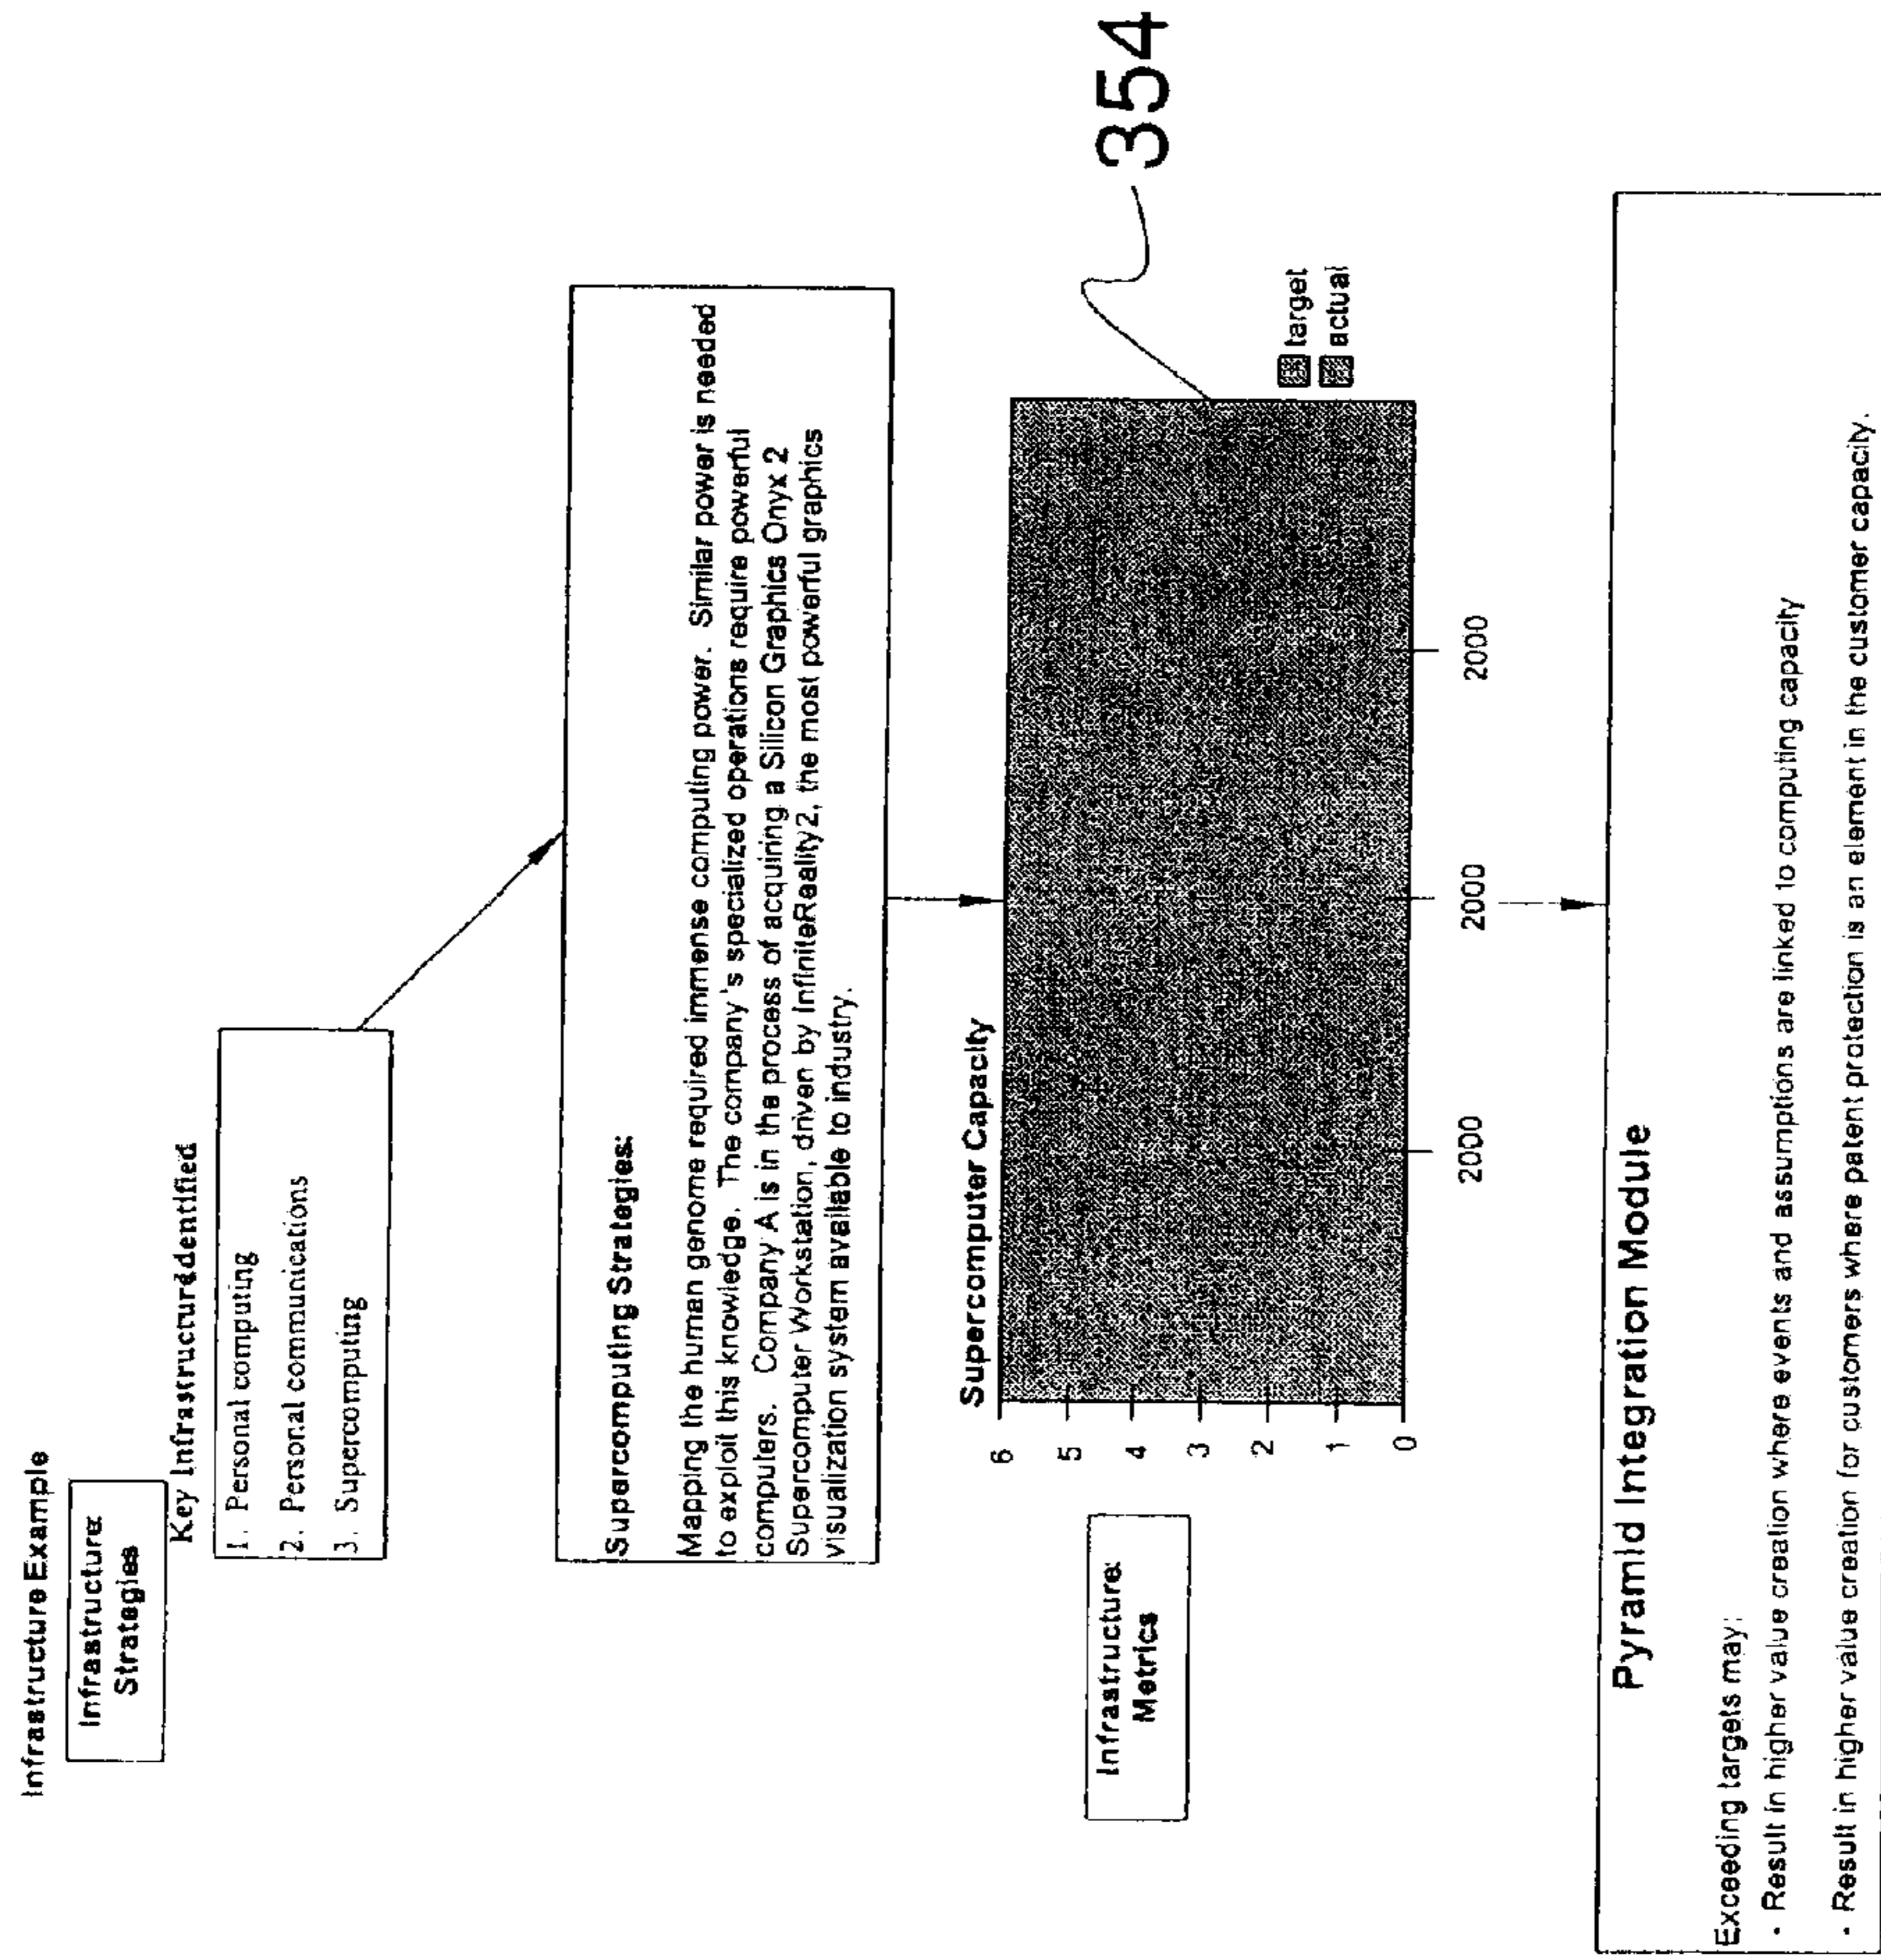 Infrastructure Example
Infrastructure:
Strategies
Key Infrastructuredentified
1. Personal computing
2. Personal communications
3. Supercomputing
Supercomputing Strategies:
Mapping the human genome required immense computing power. Similar power is needed
to exploit this knowledge. The company's specialized operations require powerful
computers. Company A is in the process of acquiring a Silicon Graphics Onyx 2
Supercomputer Workstation, driven by InfiniteReality2, the most powerful graphics
visualization system available to industry.
Infrastructure:
Metrics
Supercomputer Capacity
6
5
4
3
2
1
0
2000
2000
2000
target
actual
354
Pyramid Integration Module
Exceeding targets may:
· Result in higher value creation where events and assumptions are linked to computing capacity
· Result in higher value creation for customers where patent protection is an element in the customer capacity.